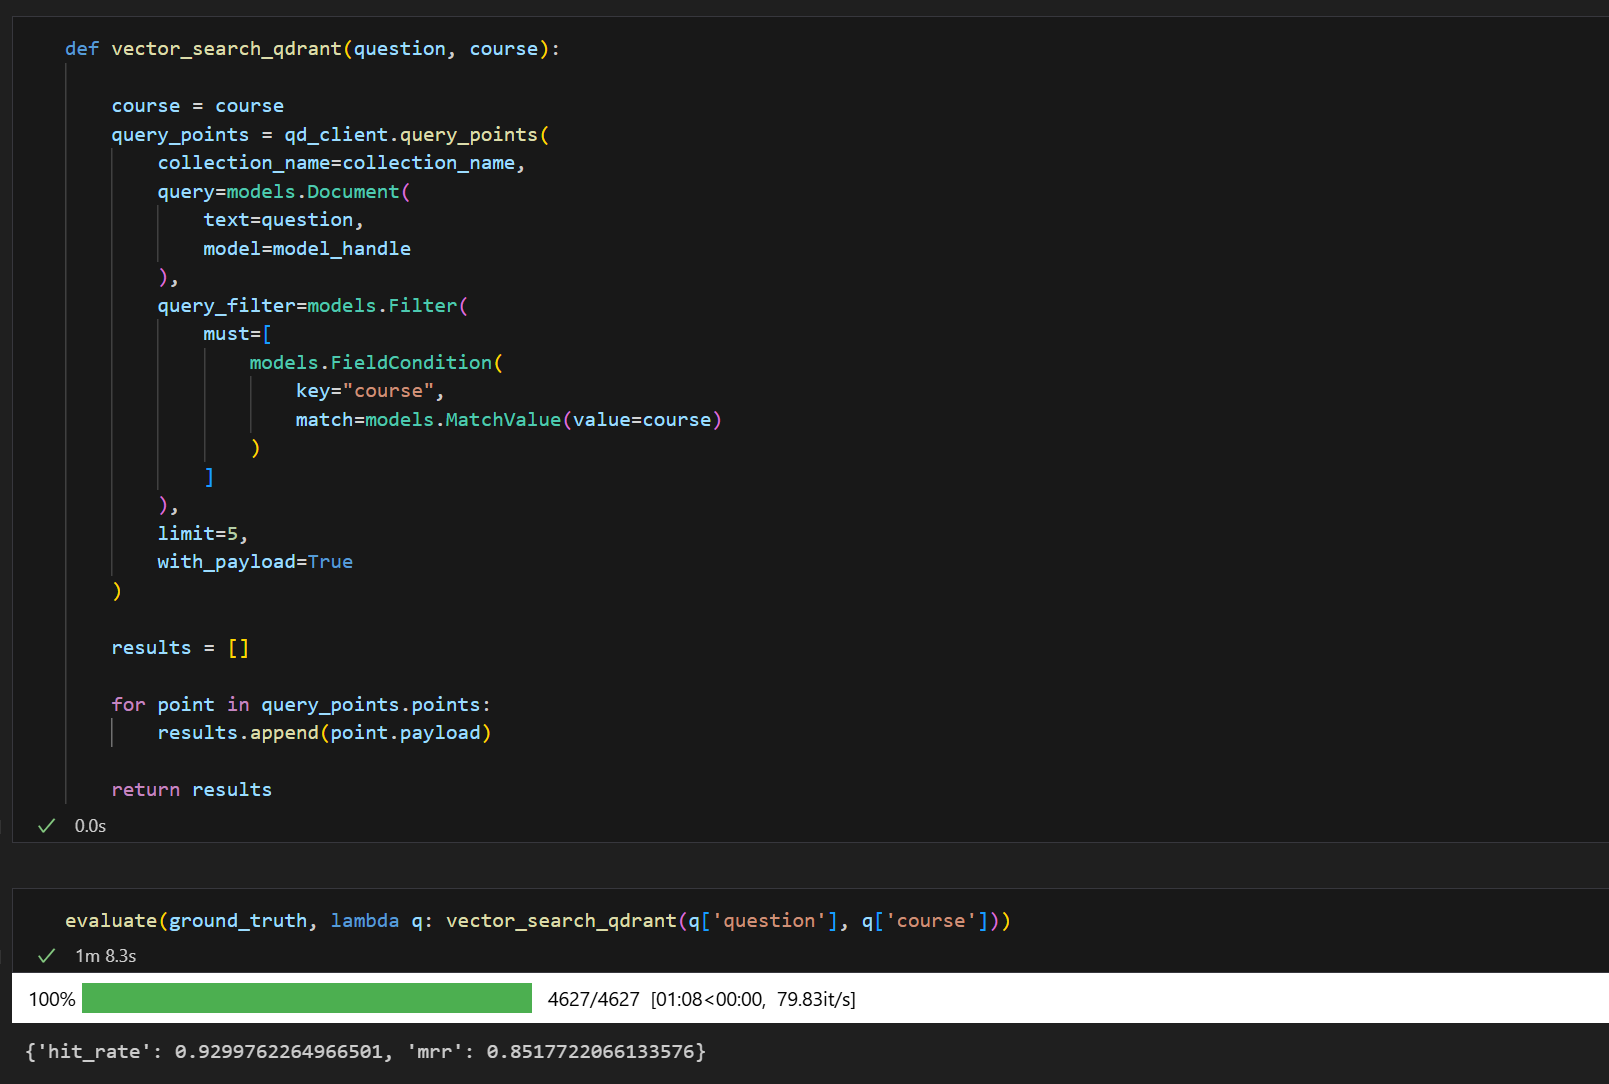 def vector_search_qdrant(question, course):
course = course
query_points = qd_client.query_points(
collection_name=collection_name,
query=models.Document(
text=question,
model=model_handle
),
query_filter=models.Filter(
must=[
models.FieldCondition(
key="course",
match=models.MatchValue(value=course)
)
]
),
limit=5,
with_payload=True
)
results = []
for point in query_points.points:
results.append(point.payload)
return results
0.0s
evaluate(ground_truth, lambda q: vector_search_qdrant(q['question'], q['course']))
1m 8.3s
100% 4627/4627 [01:08<00:00, 79.83it/s]
{'hit_rate': 0.9299762264966501, 'mrr': 0.8517722066133576}